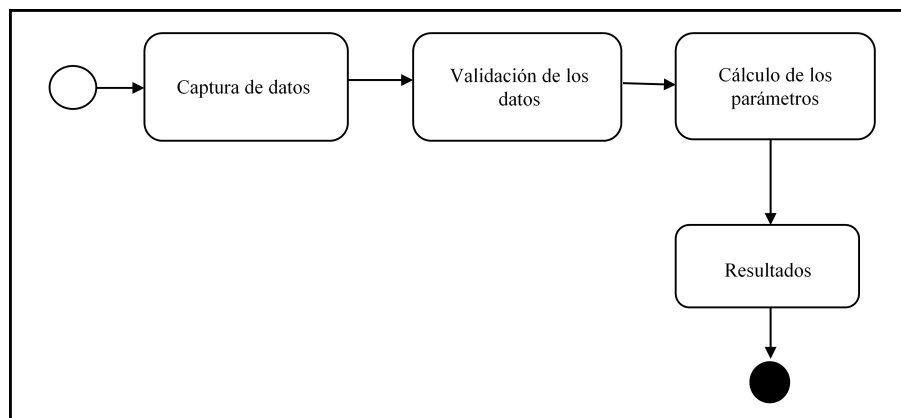 Captura de datos
Validación de los
datos
Cálculo de los
parámetros
Resultados